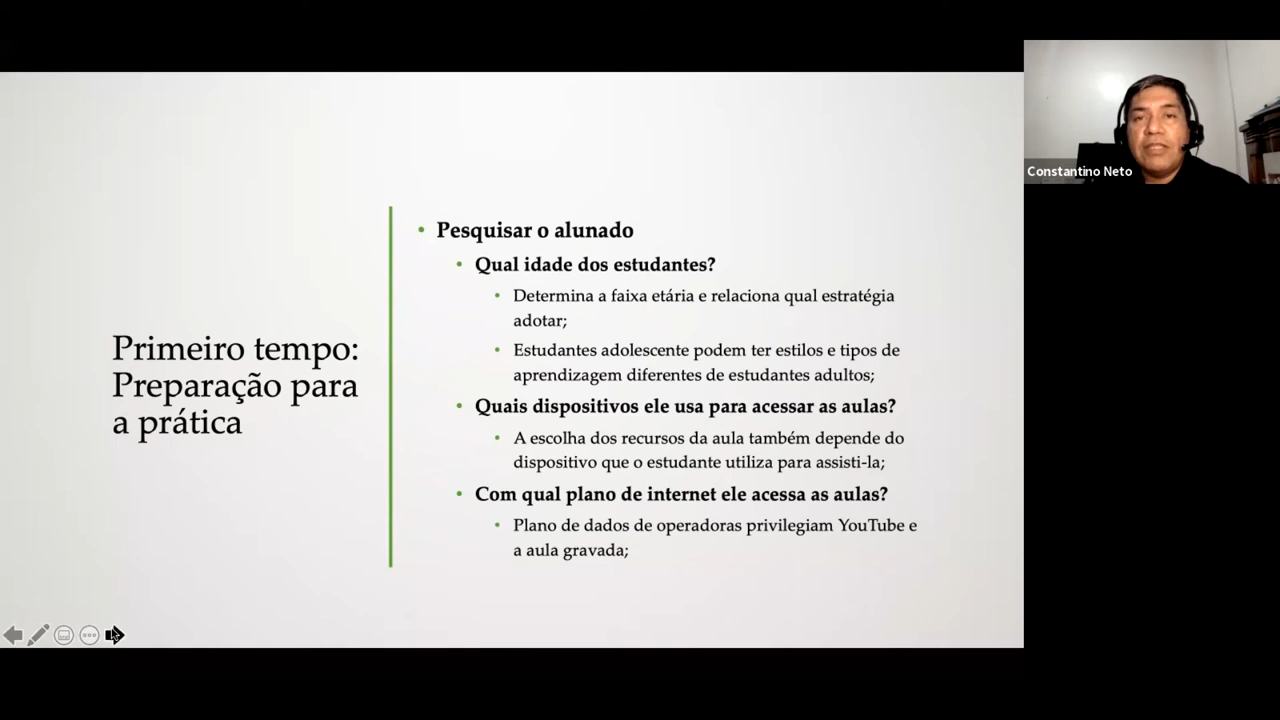 Primeiro tempo:
Preparação para
a prática
• Pesquisar o alunado
• Qual idade dos estudantes?
• Determina a faixa etária e relaciona qual estratégia
adotar;
• Estudantes adolescente podem ter estilos e tipos de
aprendizagem diferentes de estudantes adultos;
• Quais dispositivos ele usa para acessar as aulas?
• A escolha dos recursos da aula também depende do
dispositivo que o estudante utiliza para assisti-la;
• Com qual plano de internet ele acessa as aulas?
• Plano de dados de operadoras privilegiam YouTube e
a aula gravada;
Constantino Neto